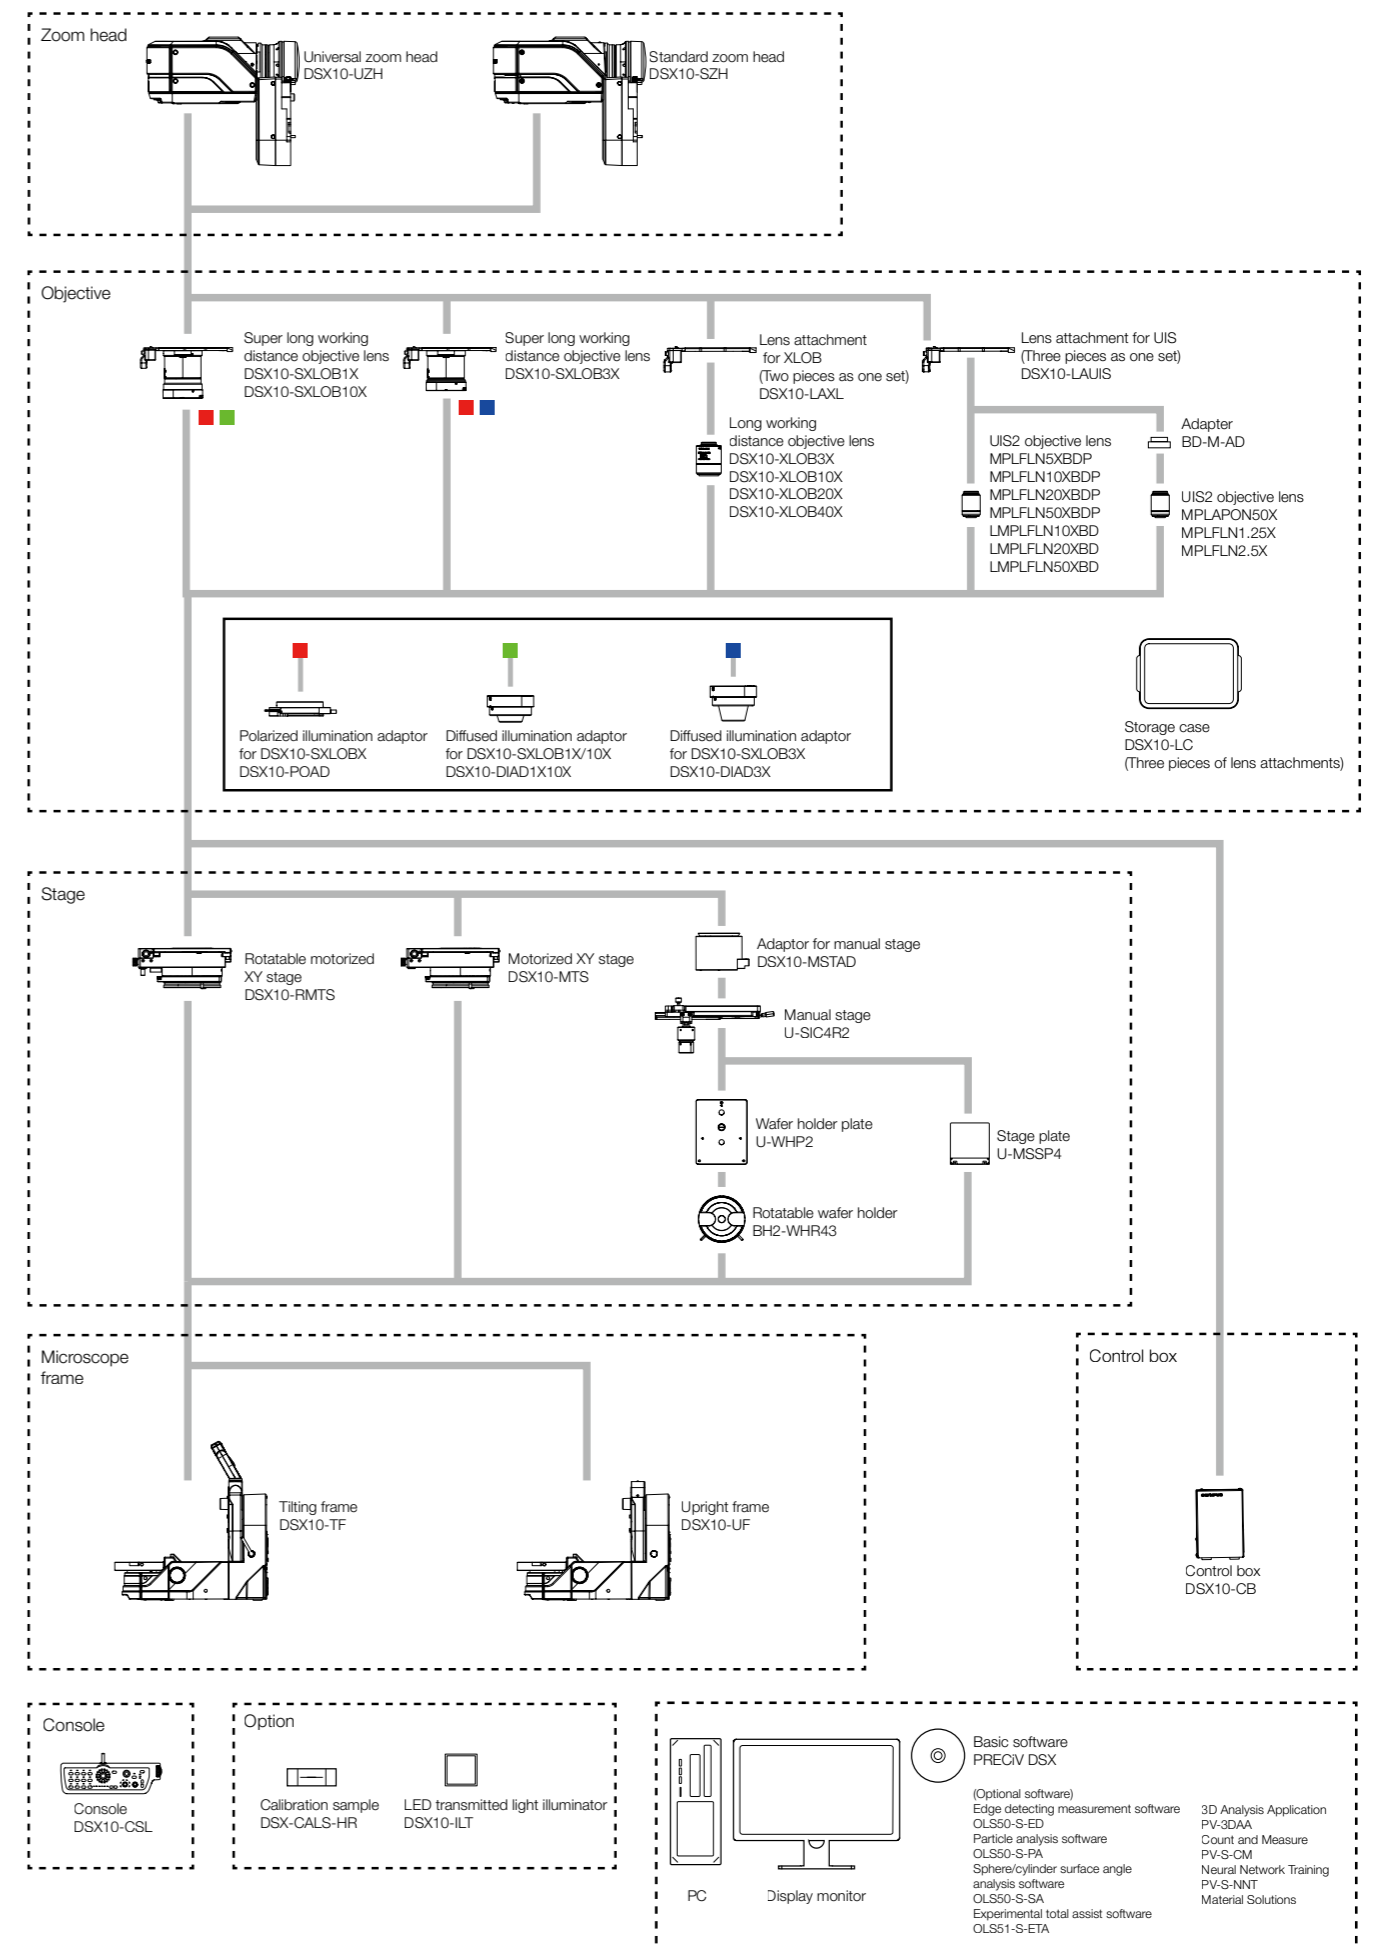 Zoom head
Universal zoom head
DSX10-UZH
Standard zoom head
DSX10-SZH
Objective
Super long working
distance objective lens
DSX10-SXLOB1X
DSX10-SXLOB10X
Super long working
distance objective lens
DSX10-SXLOB3X
Lens attachment
for XLOB
(Two pieces as one set)
DSX10-LAXL
Long working
distance objective lens
DSX10-XLOB3X
DSX10-XLOB10X
DSX10-XLOB20X
DSX10-XLOB40X
Lens attachment for UIS
(Three pieces as one set)
DSX10-LAUIS
UIS2 objective lens
MPLFLN5XBDP
MPLFLN10XBDP
MPLFLN20XBDP
MPLFLN50XBDP
LMPLFLN10XBD
LMPLFLN20XBD
LMPLFLN50XBD
Adapter
BD-M-AD
UIS2 objective lens
MPLAPON50X
MPLFLN1.25X
MPLFLN2.5X
Polarized illumination adaptor
for DSX10-SXLOBX
DSX10-POAD
Diffused illumination adaptor
for DSX10-SXLOB1X/10X
DSX10-DIAD1X10X
Diffused illumination adaptor
for DSX10-SXLOB3X
DSX10-DIAD3X
Storage case
DSX10-LC
(Three pieces of lens attachments)
Stage
Rotatable motorized
XY stage
DSX10-RMTS
Motorized XY stage
DSX10-MTS
Adaptor for manual stage
DSX10-MSTAD
Manual stage
U-SIC4R2
Wafer holder plate
U-WHP2
Stage plate
U-MSSP4
Rotatable wafer holder
BH2-WHR43
Microscope
frame
Tilting frame
DSX10-TF
Upright frame
DSX10-UF
Control box
OLYMPUS
Control box
DSX10-CB
Console
Console
DSX10-CSL
Option
Calibration sample
DSX-CALS-HR
LED transmitted light illuminator
DSX10-ILT
PC
Display monitor
Basic software
PRECiV DSX
(Optional software)
Edge detecting measurement software
OLS50-S-ED
Particle analysis software
OLS50-S-PA
Sphere/cylinder surface angle
analysis software
OLS50-S-SA
Experimental total assist software
OLS51-S-ETA
3D Analysis Application
PV-3DAA
Count and Measure
PV-S-CM
Neural Network Training
PV-S-NNT
Material Solutions